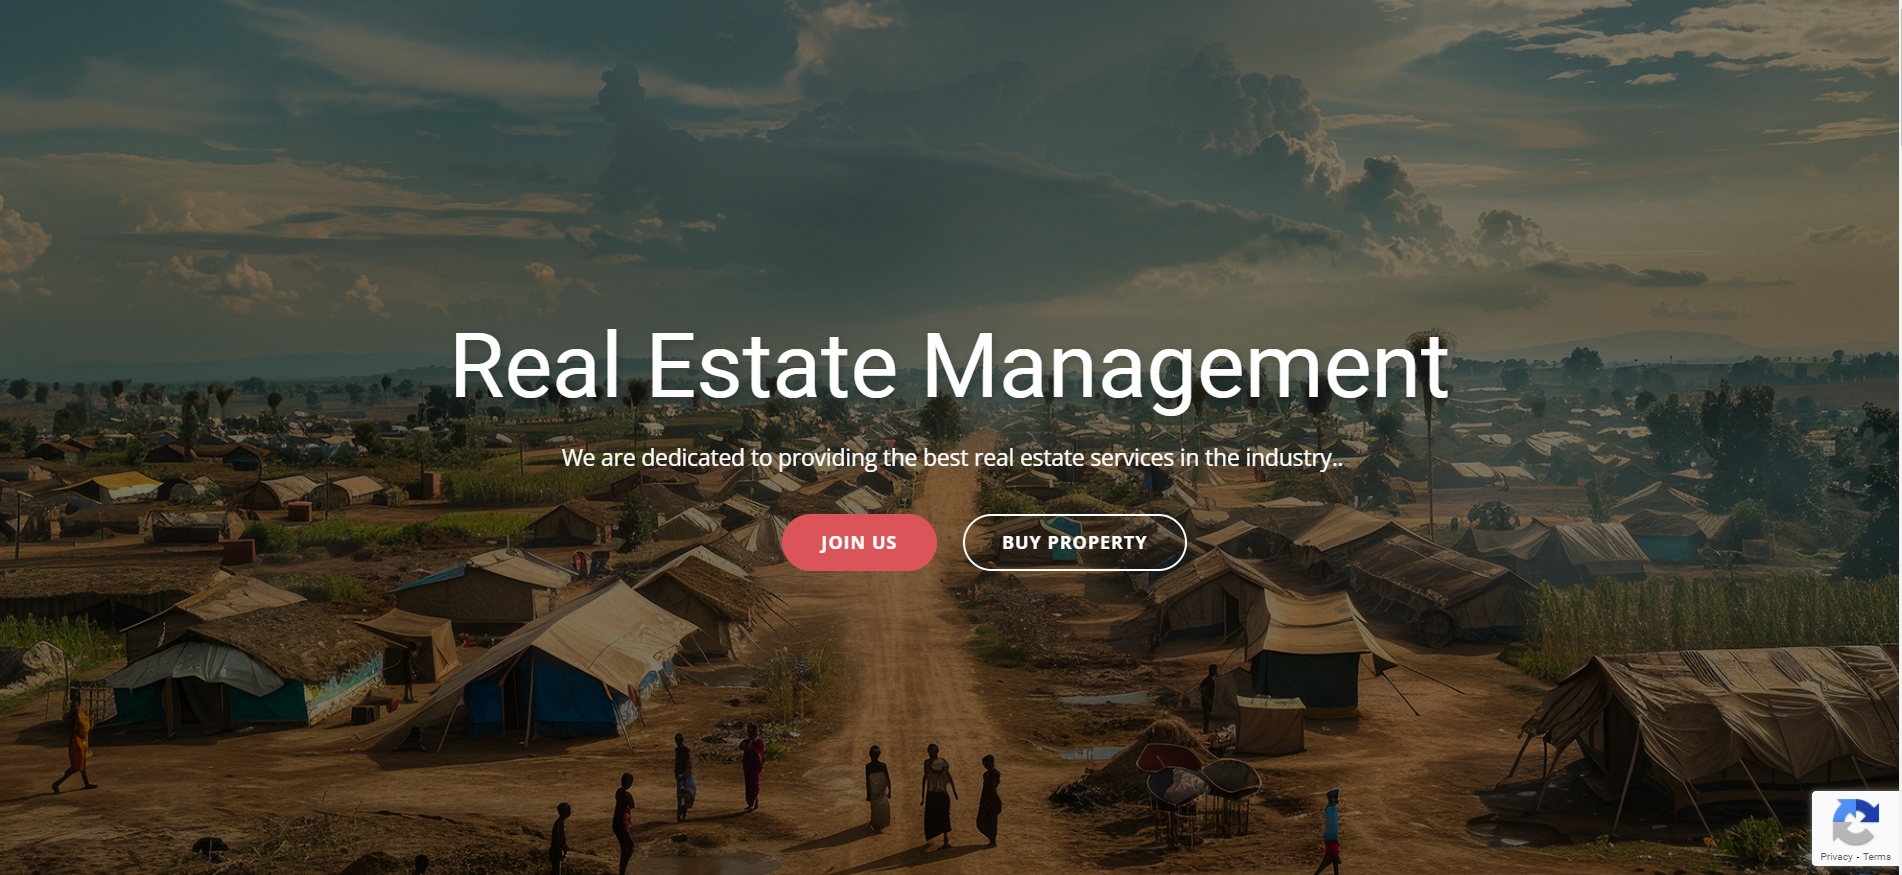 Real Estate Management
We are dedicated to providing the best real estate services in the industry..
JOIN US
BUY PROPERTY
Privacy - Terms